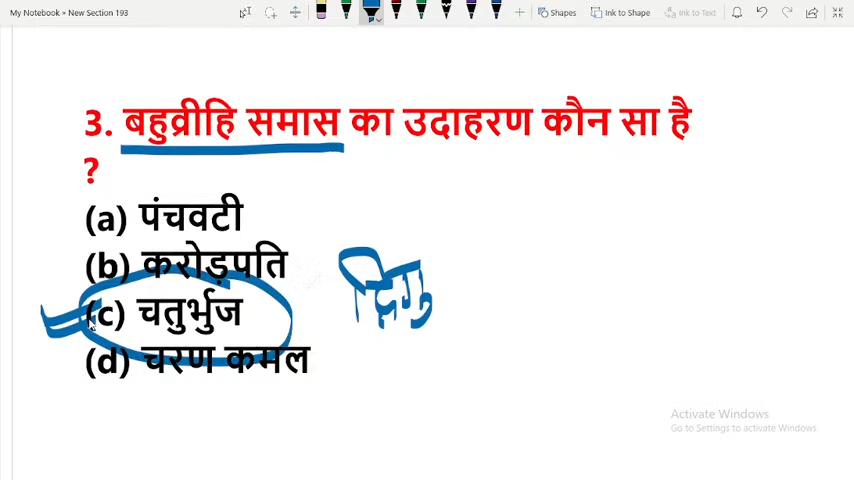 My Notebook » New Section 193
Shapes
Ink to Shape
Ink to Text
3. बहुव्रीहि समास का उदाहरण कौन सा है
?
(a) पंचवटी
(b) करोड़पति
(c) चतुर्भुज
(d) चरण कमल
द्विगु
Activate Windows
Go to Settings to activate Windows.